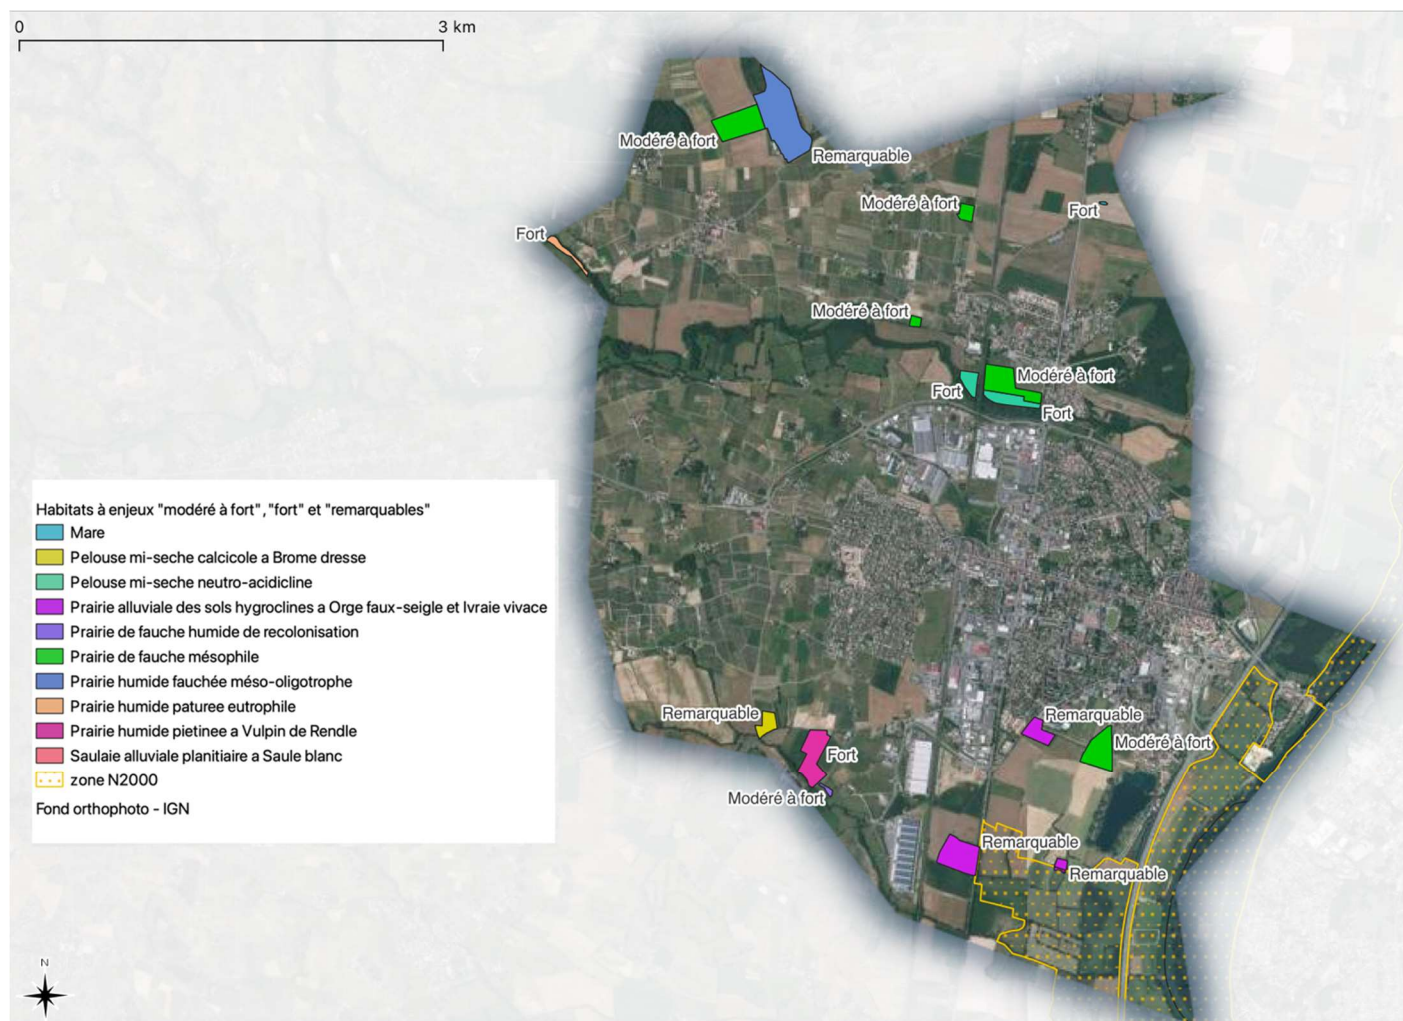 0
3 km
Modéré à fort
Remarquable
Modéré à fort
Fort
Fort
Modéré à fort
Modéré à fort
Fort
Fort
Habitats à enjeux "modéré à fort", "fort" et "remarquables"
Mare
Pelouse mi-seche calcicole a Brome dresse
Pelouse mi-seche neutro-acidicline
Prairie alluviale des sols hygroclines a Orge faux-seigle et Ivraie vivace
Prairie de fauche humide de recolonisation
Prairie de fauche mésophile
Prairie humide fauchée méso-oligotrophe
Prairie humide paturee eutrophile
Prairie humide pietinee a Vulpin de Rendle
Saulaie alluviale planitiaire a Saule blanc
zone N2000
Fond orthophoto - IGN
Remarquable
Remarquable
Modéré à fort
Fort
Modéré à fort
Remarquable
Remarquable
N